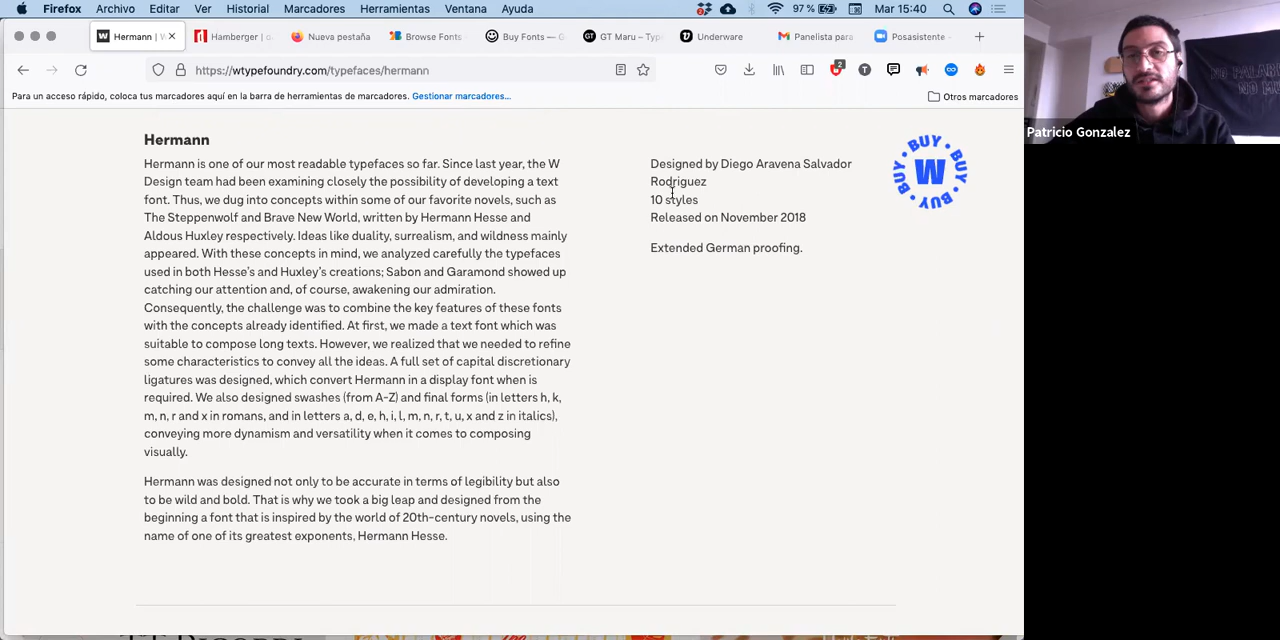 Firefox Archivo Editar Ver Historial Marcadores Herramientas Ventana Ayuda 2 97 % Mar 15:40
W Hermann | W Hamberger | Nueva pestaña Browse Fonts Buy Fonts — G GT GT Maru – Typ Underware Panelista para Posasistente
https://wtypefoundry.com/typefaces/hermann 2 T
Para un acceso rápido, coloca tus marcadores aquí en la barra de herramientas de marcadores. Gestionar marcadores... Otros marcadores
Patricio Gonzalez
Hermann
Hermann is one of our most readable typefaces so far. Since last year, the W
Design team had been examining closely the possibility of developing a text
font. Thus, we dug into concepts within some of our favorite novels, such as
The Steppenwolf and Brave New World, written by Hermann Hesse and
Aldous Huxley respectively. Ideas like duality, surrealism, and wildness mainly
appeared. With these concepts in mind, we analyzed carefully the typefaces
used in both Hesse's and Huxley's creations; Sabon and Garamond showed up
catching our attention and, of course, awakening our admiration.
Consequently, the challenge was to combine the key features of these fonts
with the concepts already identified. At first, we made a text font which was
suitable to compose long texts. However, we realized that we needed to refine
some characteristics to convey all the ideas. A full set of capital discretionary
ligatures was designed, which convert Hermann in a display font when is
required. We also designed swashes (from A-Z) and final forms (in letters h, k,
m, n, r and x in romans, and in letters a, d, e, h, i, l, m, n, r, t, u, x and z in italics),
conveying more dynamism and versatility when it comes to composing
visually.
Hermann was designed not only to be accurate in terms of legibility but also
to be wild and bold. That is why we took a big leap and designed from the
beginning a font that is inspired by the world of 20th-century novels, using the
name of one of its greatest exponents, Hermann Hesse.
Designed by Diego Aravena Salvador
Rodriguez
10 styles
Released on November 2018
Extended German proofing.
BUY • BUY • BUY • BUY •
W